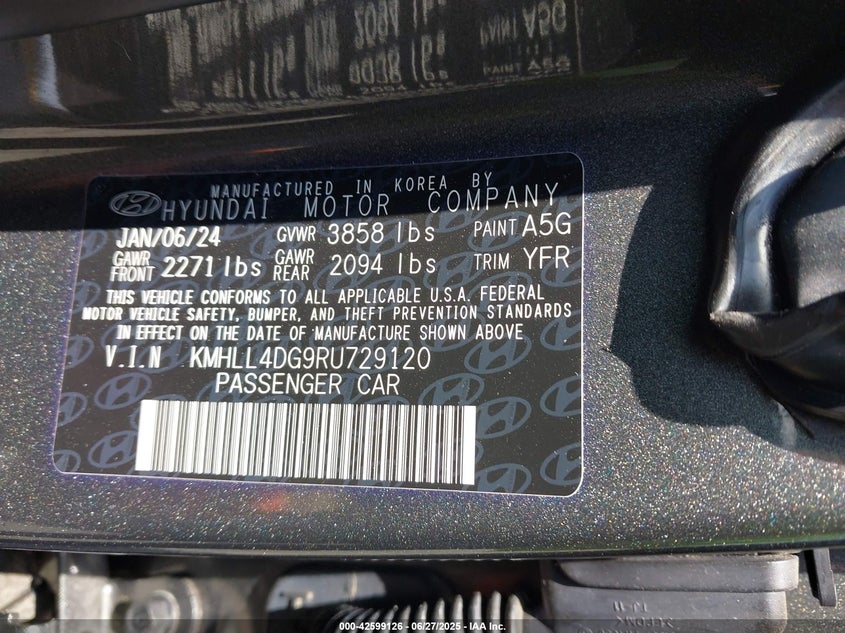 MANUFACTURED IN KOREA BY
HYUNDAI MOTOR COMPANY
JAN/06/24 GVWR 3858 lbs PAINT A5G
GAWR FRONT 2271 lbs GAWR REAR 2094 lbs TRIM YFR
THIS VEHICLE CONFORMS TO ALL APPLICABLE U.S.A. FEDERAL
MOTOR VEHICLE SAFETY, BUMPER, AND THEFT PREVENTION STANDARDS
IN EFFECT ON THE DATE OF MANUFACTURE SHOWN ABOVE
V.I.N KMHLL4DG9RU729120
PASSENGER CAR
000-42599126 - 06/27/2025 - IAA Inc.